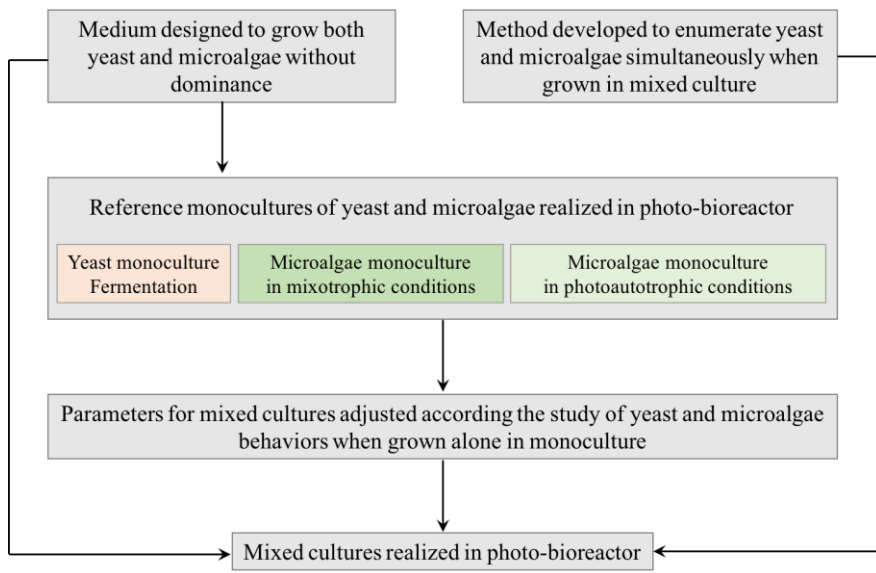 Medium designed to grow both
yeast and microalgae without
dominance
Method developed to enumerate yeast
and microalgae simultaneously when
grown in mixed culture
Reference monocultures of yeast and microalgae realized in photo-bioreactor
Yeast monoculture
Fermentation
Microalgae monoculture
in mixotrophic conditions
Microalgae monoculture
in photoautotrophic conditions
Parameters for mixed cultures adjusted according the study of yeast and microalgae
behaviors when grown alone in monoculture
Mixed cultures realized in photo-bioreactor